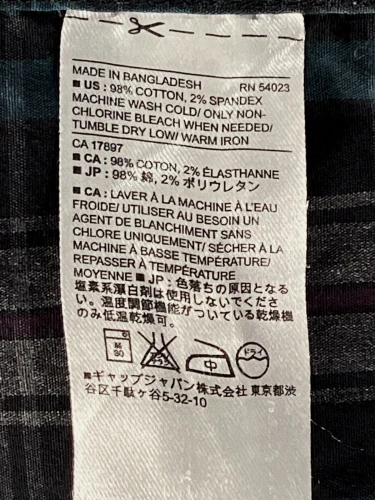 MADE IN BANGLADESH RN 54023
■ US : 98% COTTON, 2% SPANDEX
MACHINE WASH COLD/ ONLY NON-
CHLORINE BLEACH WHEN NEEDED/
TUMBLE DRY LOW/ WARM IRON
CA 17897
■ CA : 98% COTON, 2% ÉLASTHANNE
■ JP : 98% 綿, 2% ポリウレタン
■ CA : LAVER À LA MACHINE À L'EAU
FROIDE/ UTILISER AU BESOIN UN
AGENT DE BLANCHIMENT SANS
CHLORE UNIQUEMENT/ SÉCHER À LA
MACHINE À BASSE TEMPÉRATURE/
REPASSER À TEMPÉRATURE
MOYENNE ■ JP : 色落ちの原因となる
塩素系漂白剤は使用しないでくださ
い。温度調節機能がついている乾燥機
のみ低温乾燥可。
中 ドライ
■ギャップジャパン株式会社 東京都渋
谷区千駄ヶ谷5-32-10